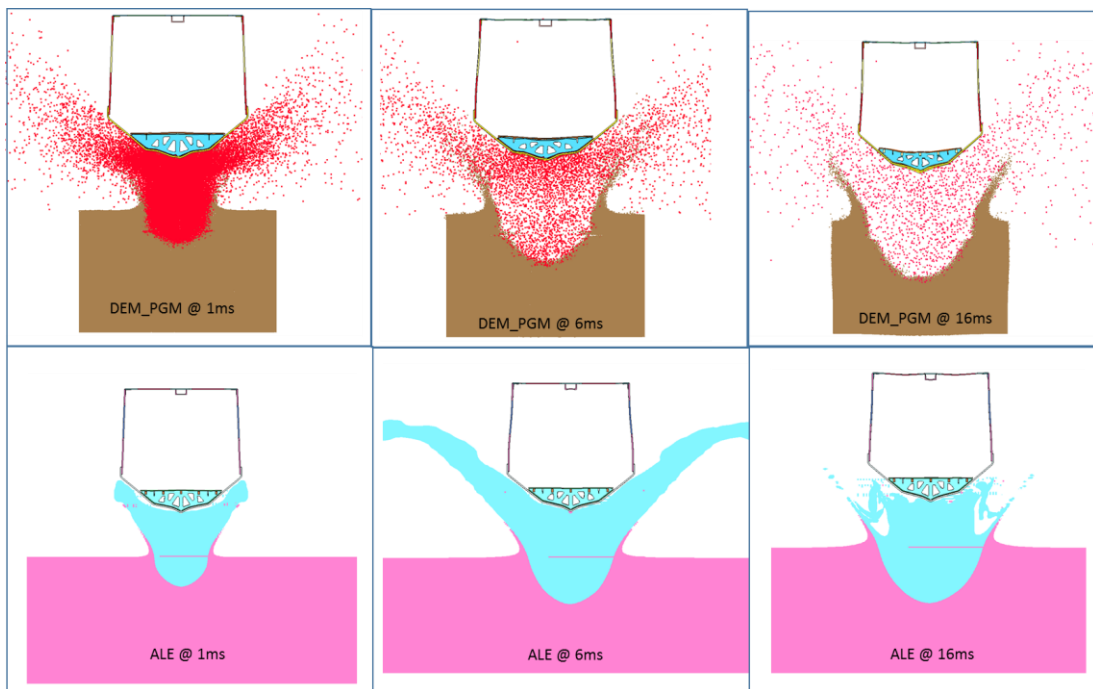 DEM_PGM @ 1ms
DEM_PGM @ 6ms
DEM_PGM @ 16ms
ALE @ 1ms
ALE @ 6ms
ALE @ 16ms